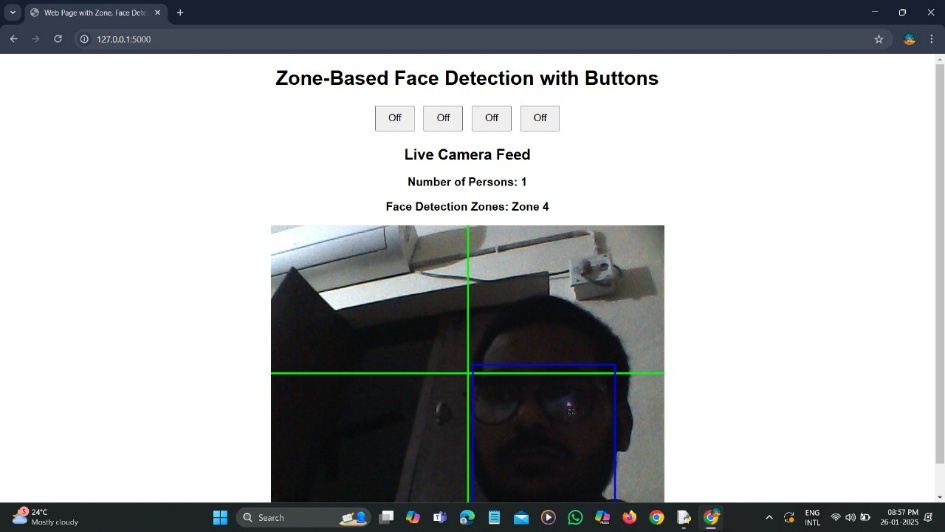 Web Page with Zone, Face Dete
127.0.0.1:5000
Zone-Based Face Detection with Buttons
Off Off Off Off
Live Camera Feed
Number of Persons: 1
Face Detection Zones: Zone 4
24°C
Mostly cloudy
Search
ENG
INTL
08:57 PM
26-01-2025